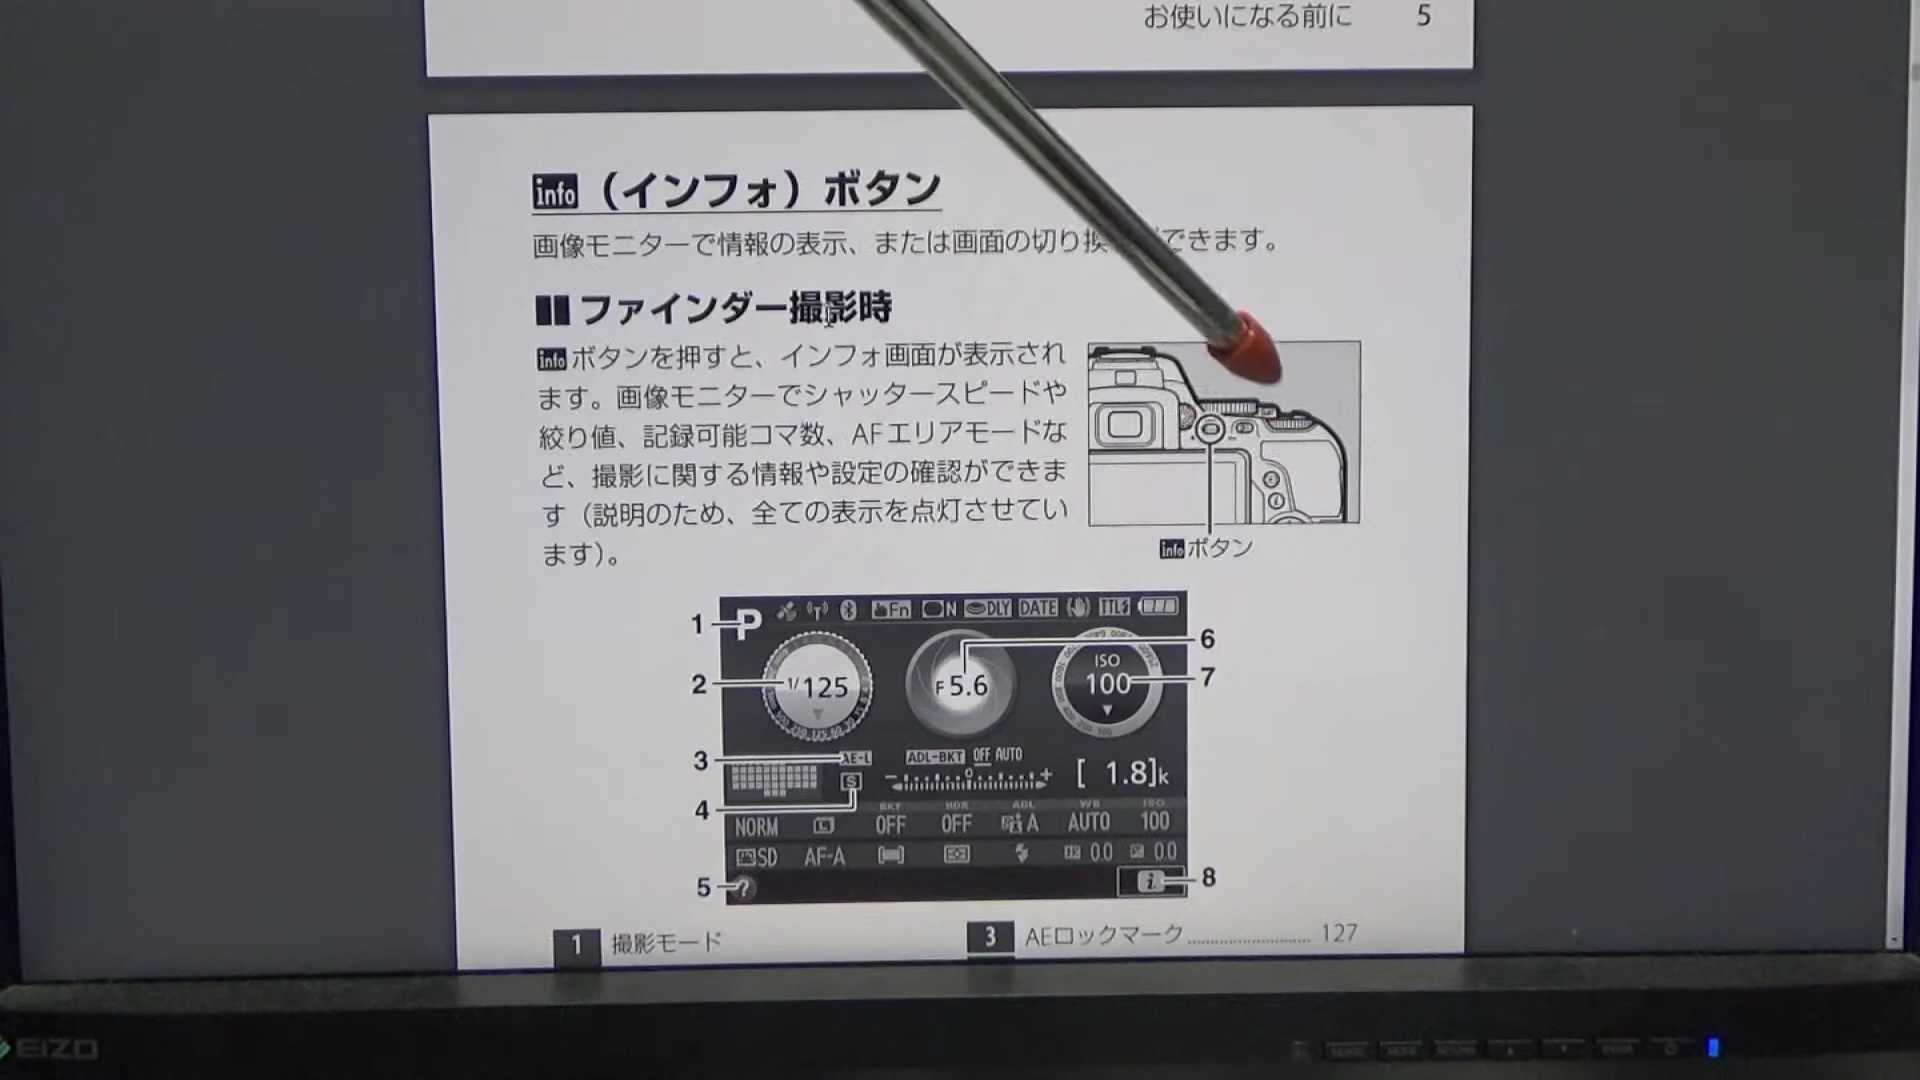 お使いになる前に 5
info（インフォ）ボタン
画像モニターで情報の表示、または画面の切り換 できます。
ファインダー撮影時
infoボタンを押すと、インフォ画面が表示され
ます。画像モニターでシャッタースピードや
絞り値、記録可能コマ数、AFエリアモードな
ど、撮影に関する情報や設定の確認ができま
す（説明のため、全ての表示を点灯させてい
ます）。
infoボタン
P Fn N DLY DATE TTL
1
2
3
4
5
6
7
8
1/125
F5.6
ISO
100
AE-L ADL-BKT OFF AUTO
S
− 0 +
[ 1.8]k
BKT HDR ADL WB ISO
NORM L OFF OFF A AUTO 100
SD AF-A 0.0 0.0
?
i
1 撮影モード
3 AEロックマーク 127
EIZO